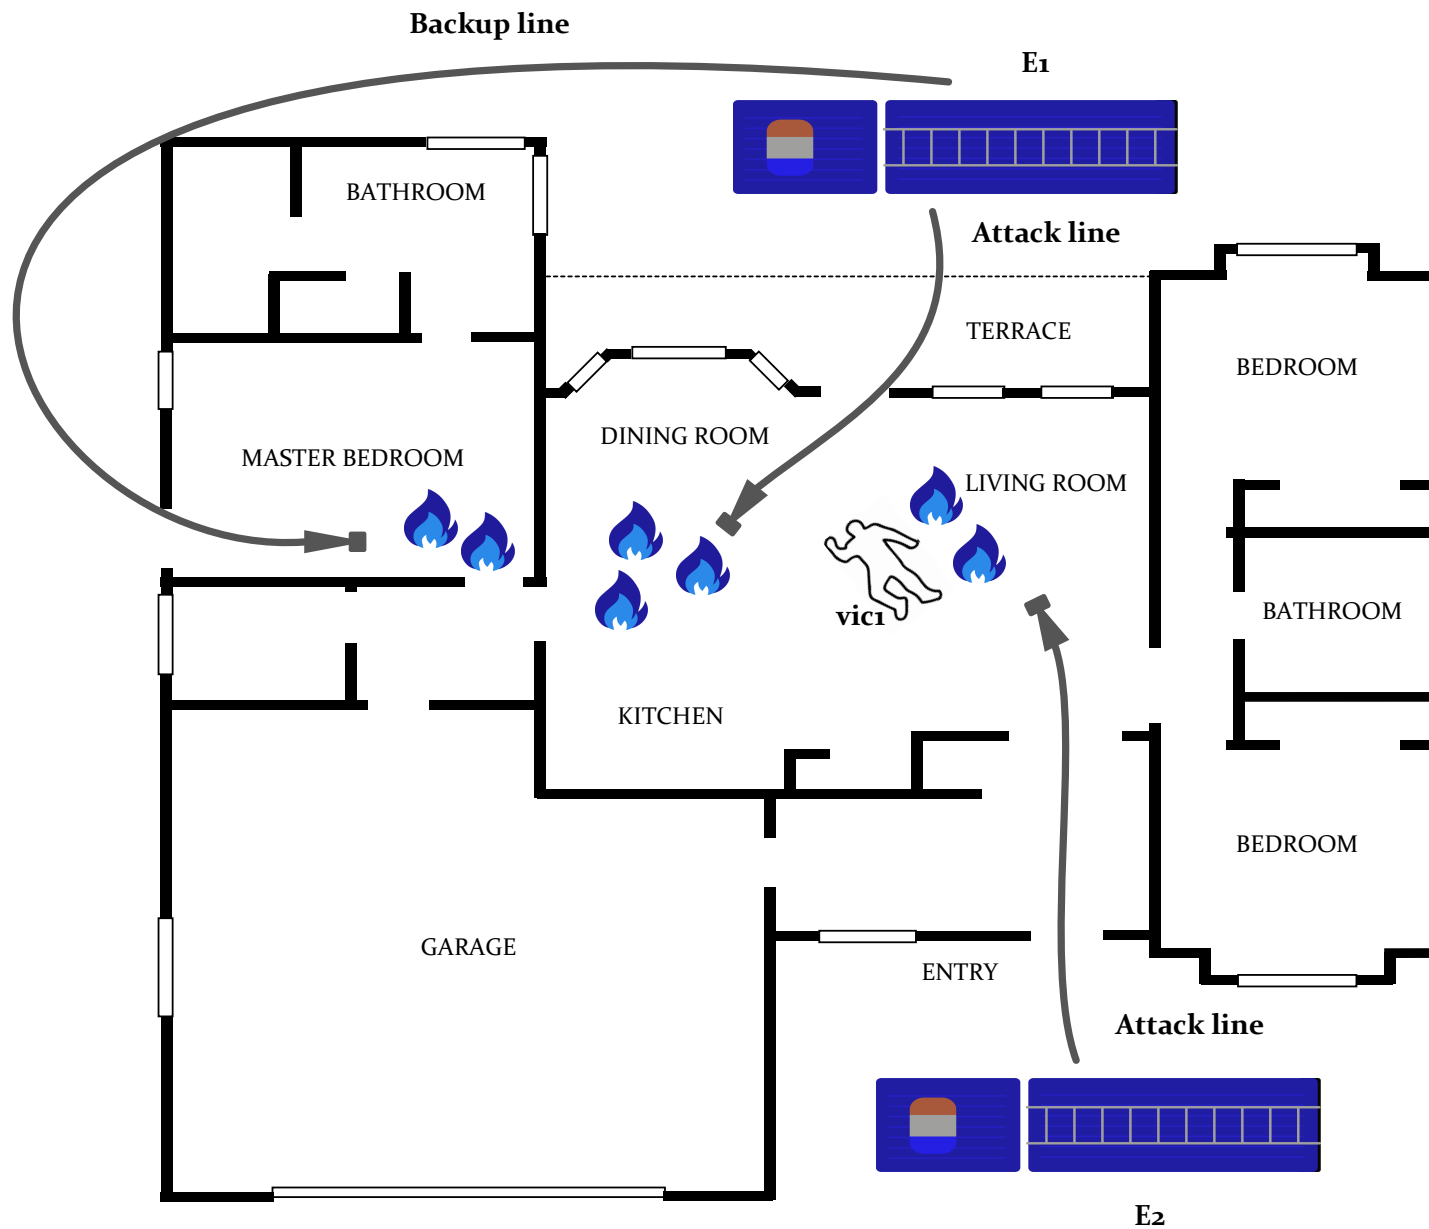 Backup line
E1
BATHROOM
Attack line
TERRACE
BEDROOM
DINING ROOM
MASTER BEDROOM
LIVING ROOM
vic1
BATHROOM
KITCHEN
BEDROOM
GARAGE
ENTRY
Attack line
E2